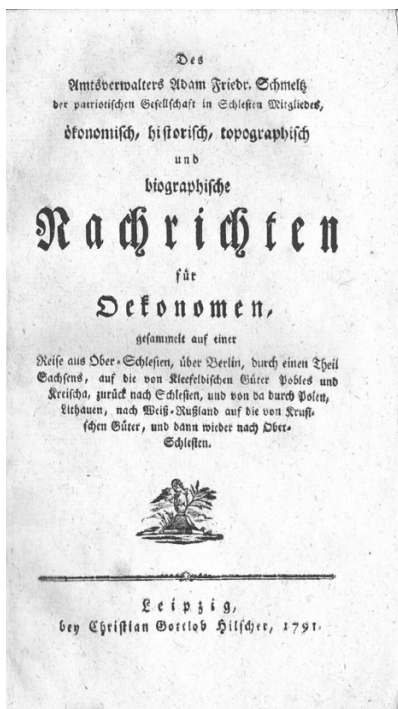 Des
Amtsverwalters Adam Friedr. Schmeltz
der patriotischen Gesellschaft in Schlesien Mitgliedes,
ökonomisch, historisch, topographisch
und
biographische
Nachrichten
für
Oekonomen,
gesammelt auf einer
Reise aus Ober-Schlesien, über Berlin, durch einen Theil
Sachsens, auf die von Kleefeldischen Güter Pobles und
Kreischa, zurück nach Schlesien, und von da durch Polen,
Lithauen, nach Weiß-Rußland auf die von Krusi-
schen Güter, und dann wieder nach Ober-
Schlesien.
Leipzig,
bey Christian Gottlob Hilscher, 1791.